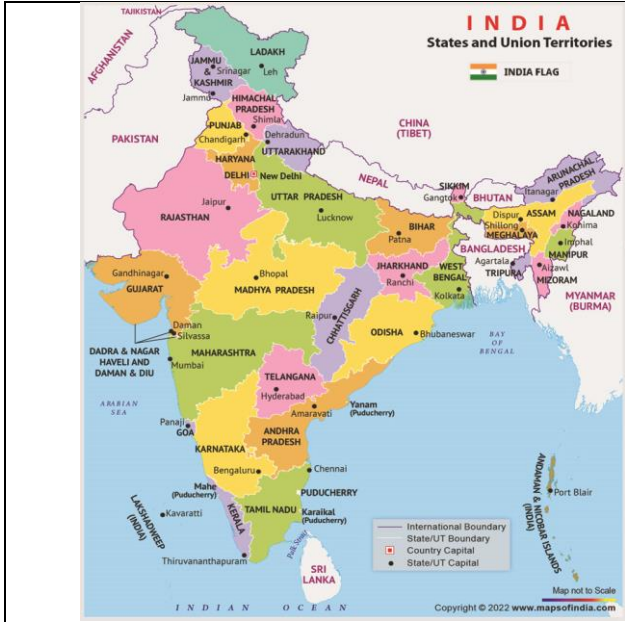 INDIA
States and Union Territories
INDIA FLAG
TAJIKISTAN
AFGHANISTAN
PAKISTAN
CHINA
(TIBET)
NEPAL
BHUTAN
BANGLADESH
MYANMAR
(BURMA)
SRI
LANKA
LADAKH
Leh
JAMMU
&
KASHMIR
Srinagar
Jammu
HIMACHAL
PRADESH
Shimla
PUNJAB
Chandigarh
Dehradun
UTTARAKHAND
HARYANA
DELHI
New Delhi
RAJASTHAN
Jaipur
UTTAR PRADESH
Lucknow
BIHAR
Patna
SIKKIM
Gangtok
ARUNACHAL
PRADESH
Itanagar
ASSAM
Dispur
NAGALAND
Kohima
Shillong
MEGHALAYA
Imphal
MANIPUR
Agartala
TRIPURA
Aizawl
MIZORAM
WEST
BENGAL
Kolkata
JHARKHAND
Ranchi
Gandhinagar
GUJARAT
Bhopal
MADHYA PRADESH
CHHATTISGARH
Raipur
ODISHA
Bhubaneswar
Daman
Silvassa
DADRA & NAGAR
HAVELI AND
DAMAN & DIU
MAHARASHTRA
Mumbai
TELANGANA
Hyderabad
Amaravati
Yanam
(Puducherry)
ANDHRA
PRADESH
Panaji
GOA
KARNATAKA
Bengaluru
Chennai
Mahe
(Puducherry)
PUDUCHERRY
TAMIL NADU
Karaikal
(Puducherry)
KERALA
Thiruvananthapuram
LAKSHADWEEP
(INDIA)
Kavaratti
ANDAMAN & NICOBAR ISLANDS
(INDIA)
Port Blair
ARABIAN
SEA
BAY
OF
BENGAL
Palk Strait
INDIAN OCEAN
International Boundary
State/UT Boundary
Country Capital
State/UT Capital
Map not to Scale
Copyright © 2022 www.mapsofindia.com